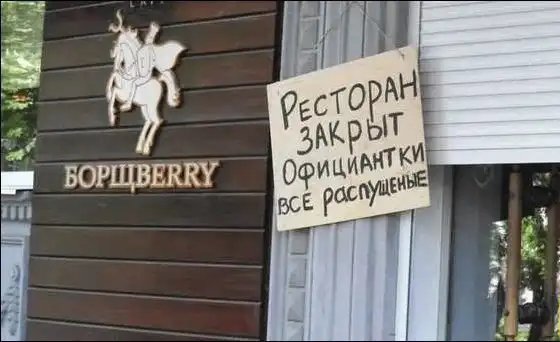 БОРЩBERRY
РЕСТОРАН
ЗАКРЫТ
ОФИЦИАНТКИ
ВСЕ РАСПУЩЕНЫЕ